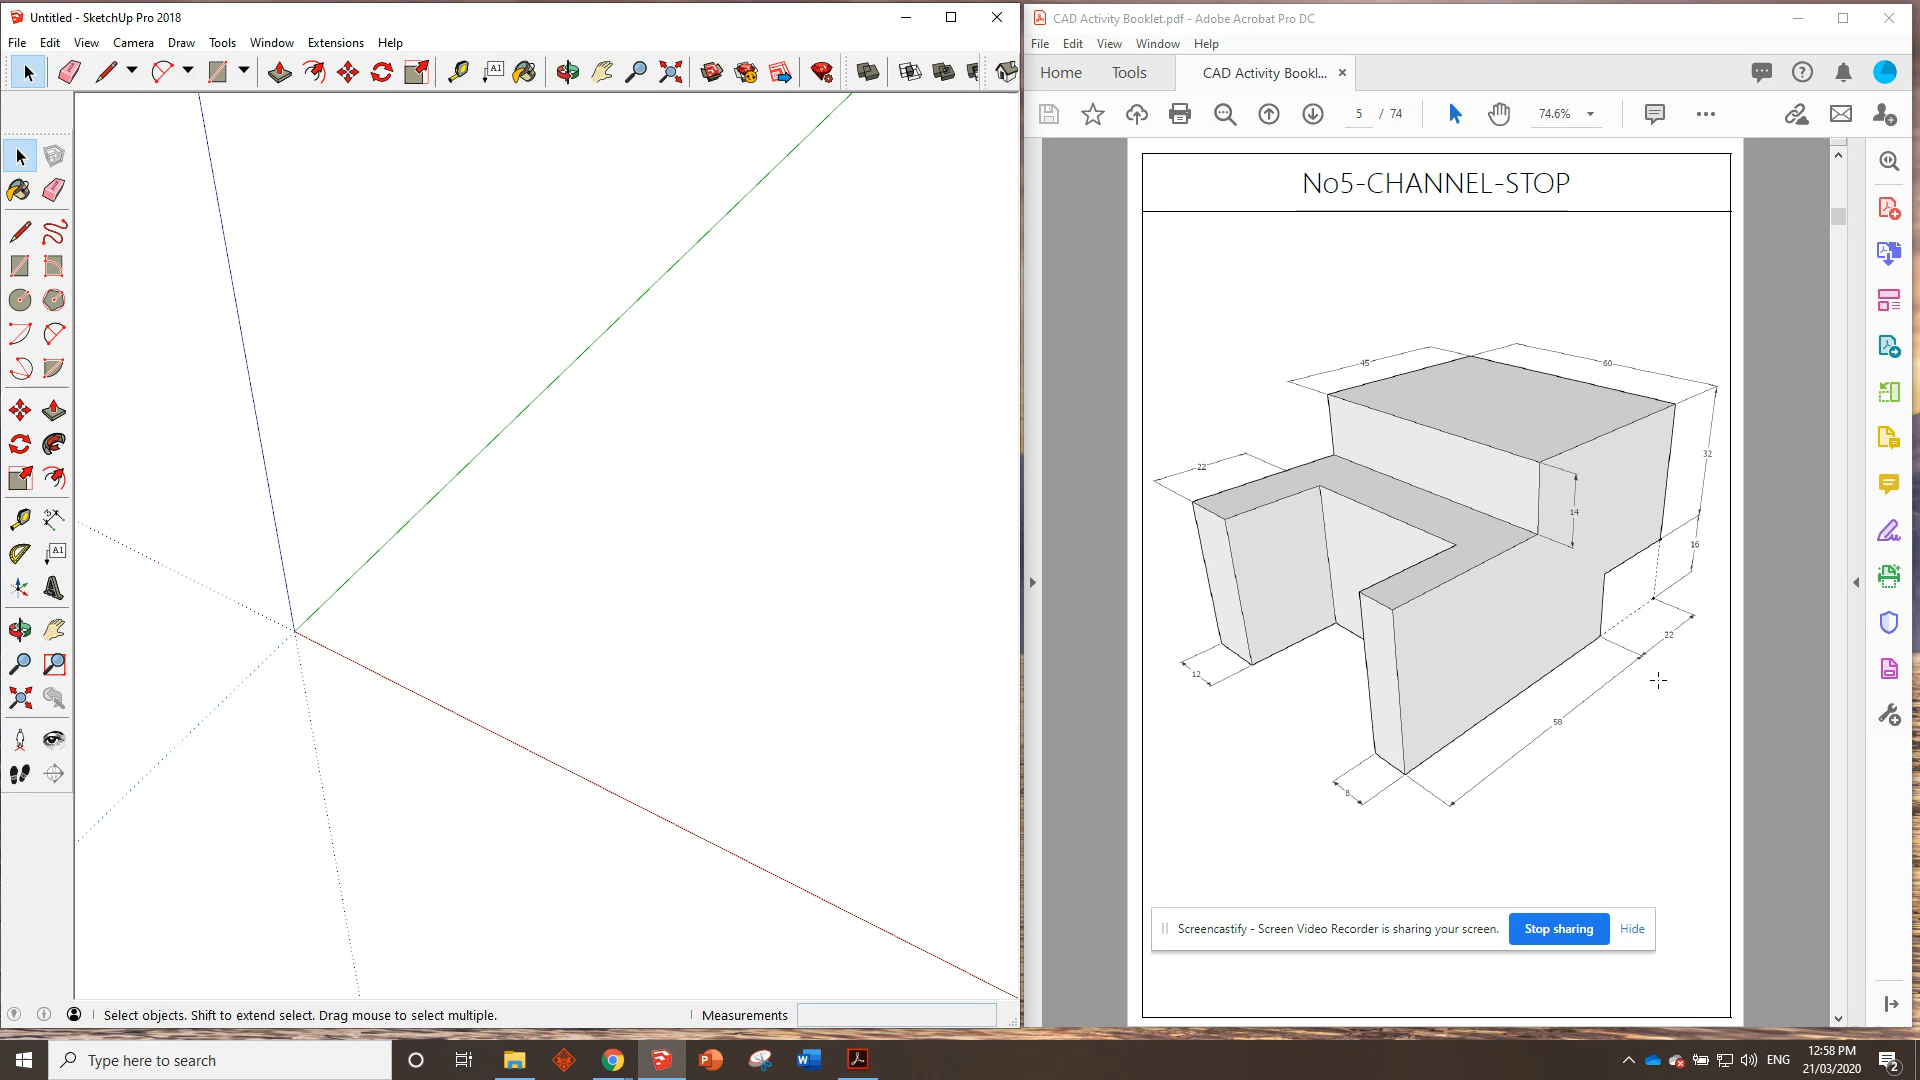 Untitled - SketchUp Pro 2018
File Edit View Camera Draw Tools Window Extensions Help
A1
A1
Select objects. Shift to extend select. Drag mouse to select multiple.
Measurements
CAD Activity Booklet.pdf - Adobe Acrobat Pro DC
File Edit View Window Help
Home Tools CAD Activity Bookl... ×
5 / 74 74.6%
No5-CHANNEL-STOP
45 60
32
22
14
16
22
12
58
8
Screencastify - Screen Video Recorder is sharing your screen. Stop sharing Hide
Type here to search
ENG
12:58 PM
21/03/2020
2